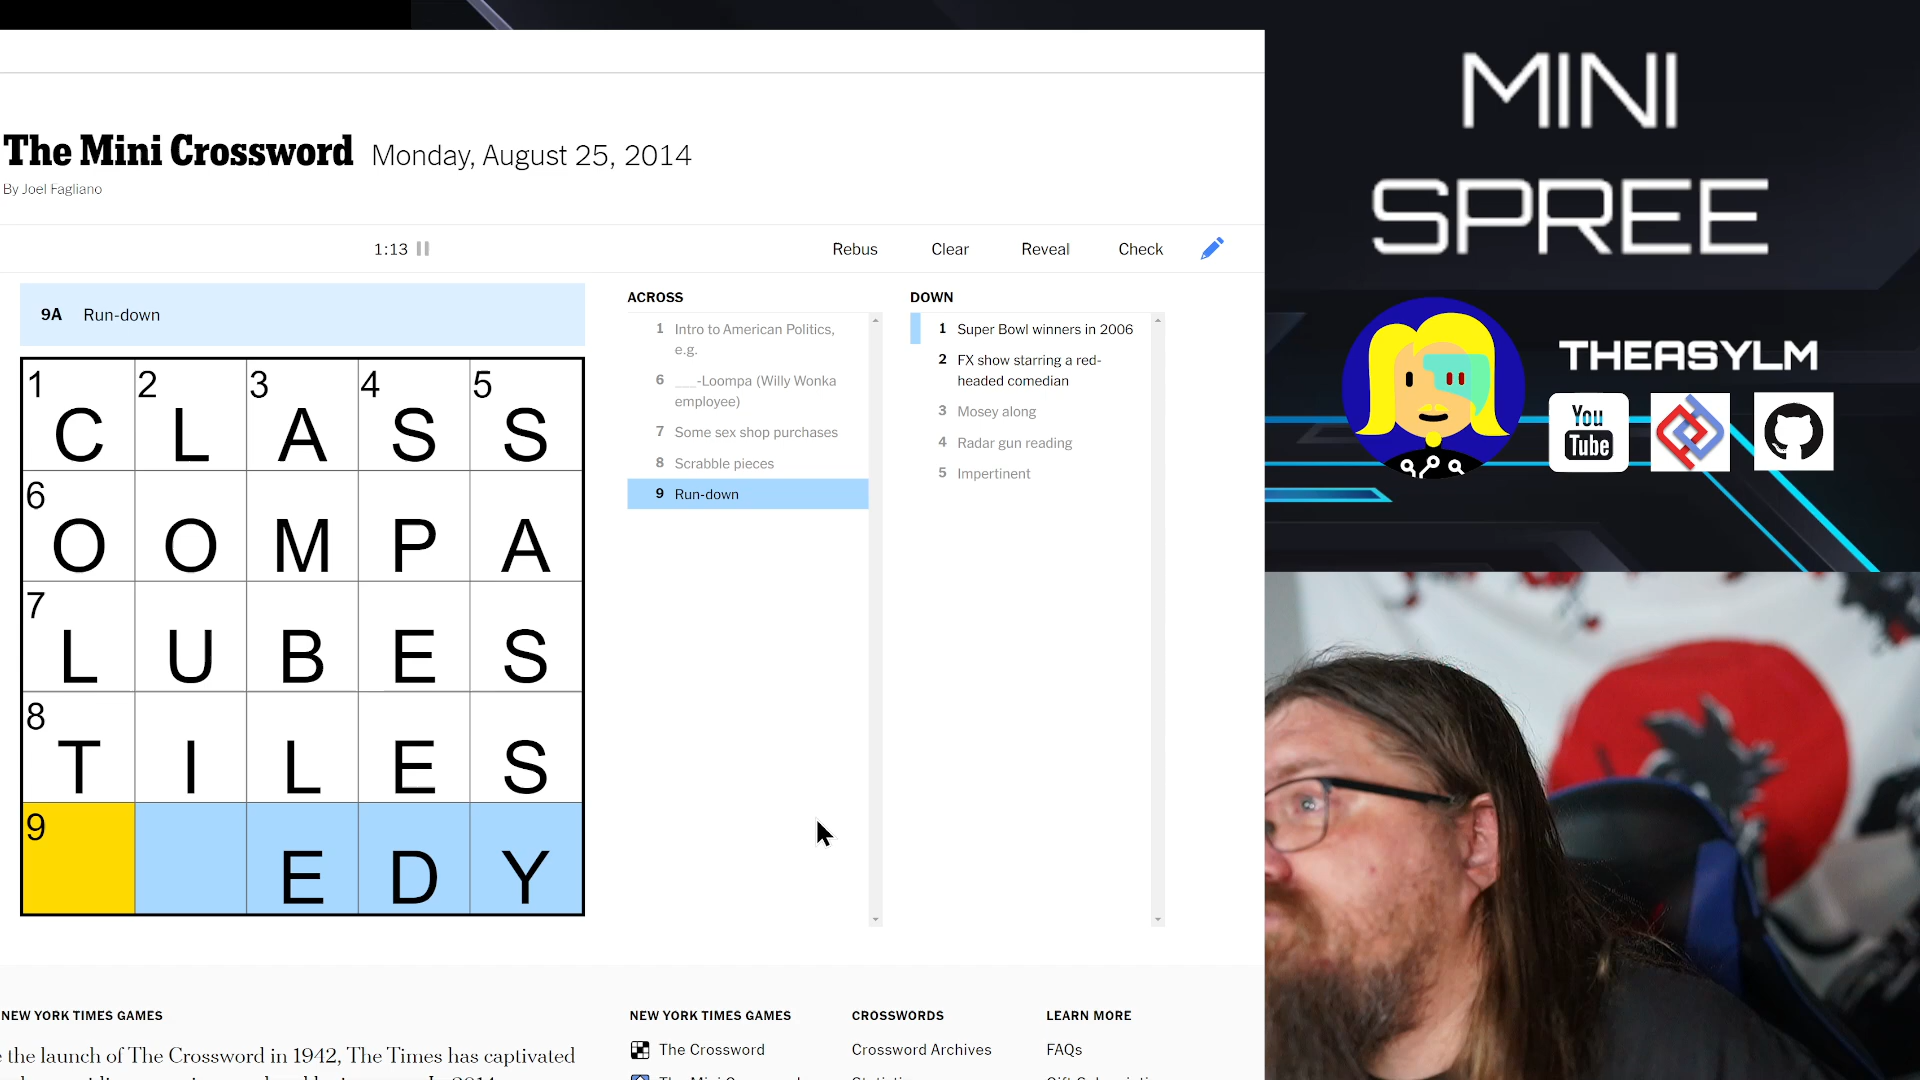 MINI
SPREE
THEASYLM
You
Tube
The Mini Crossword Monday, August 25, 2014
By Joel Fagliano
1:13
Rebus Clear Reveal Check
9A Run-down
1 2 3 4 5
C L A S S
6
O O M P A
7
L U B E S
8
T I L E S
9
E D Y
ACROSS
1 Intro to American Politics,
e.g.
6 ___-Loompa (Willy Wonka
employee)
7 Some sex shop purchases
8 Scrabble pieces
9 Run-down
DOWN
1 Super Bowl winners in 2006
2 FX show starring a red-
headed comedian
3 Mosey along
4 Radar gun reading
5 Impertinent
NEW YORK TIMES GAMES
the launch of The Crossword in 1942, The Times has captivated
NEW YORK TIMES GAMES
The Crossword
CROSSWORDS
Crossword Archives
LEARN MORE
FAQs